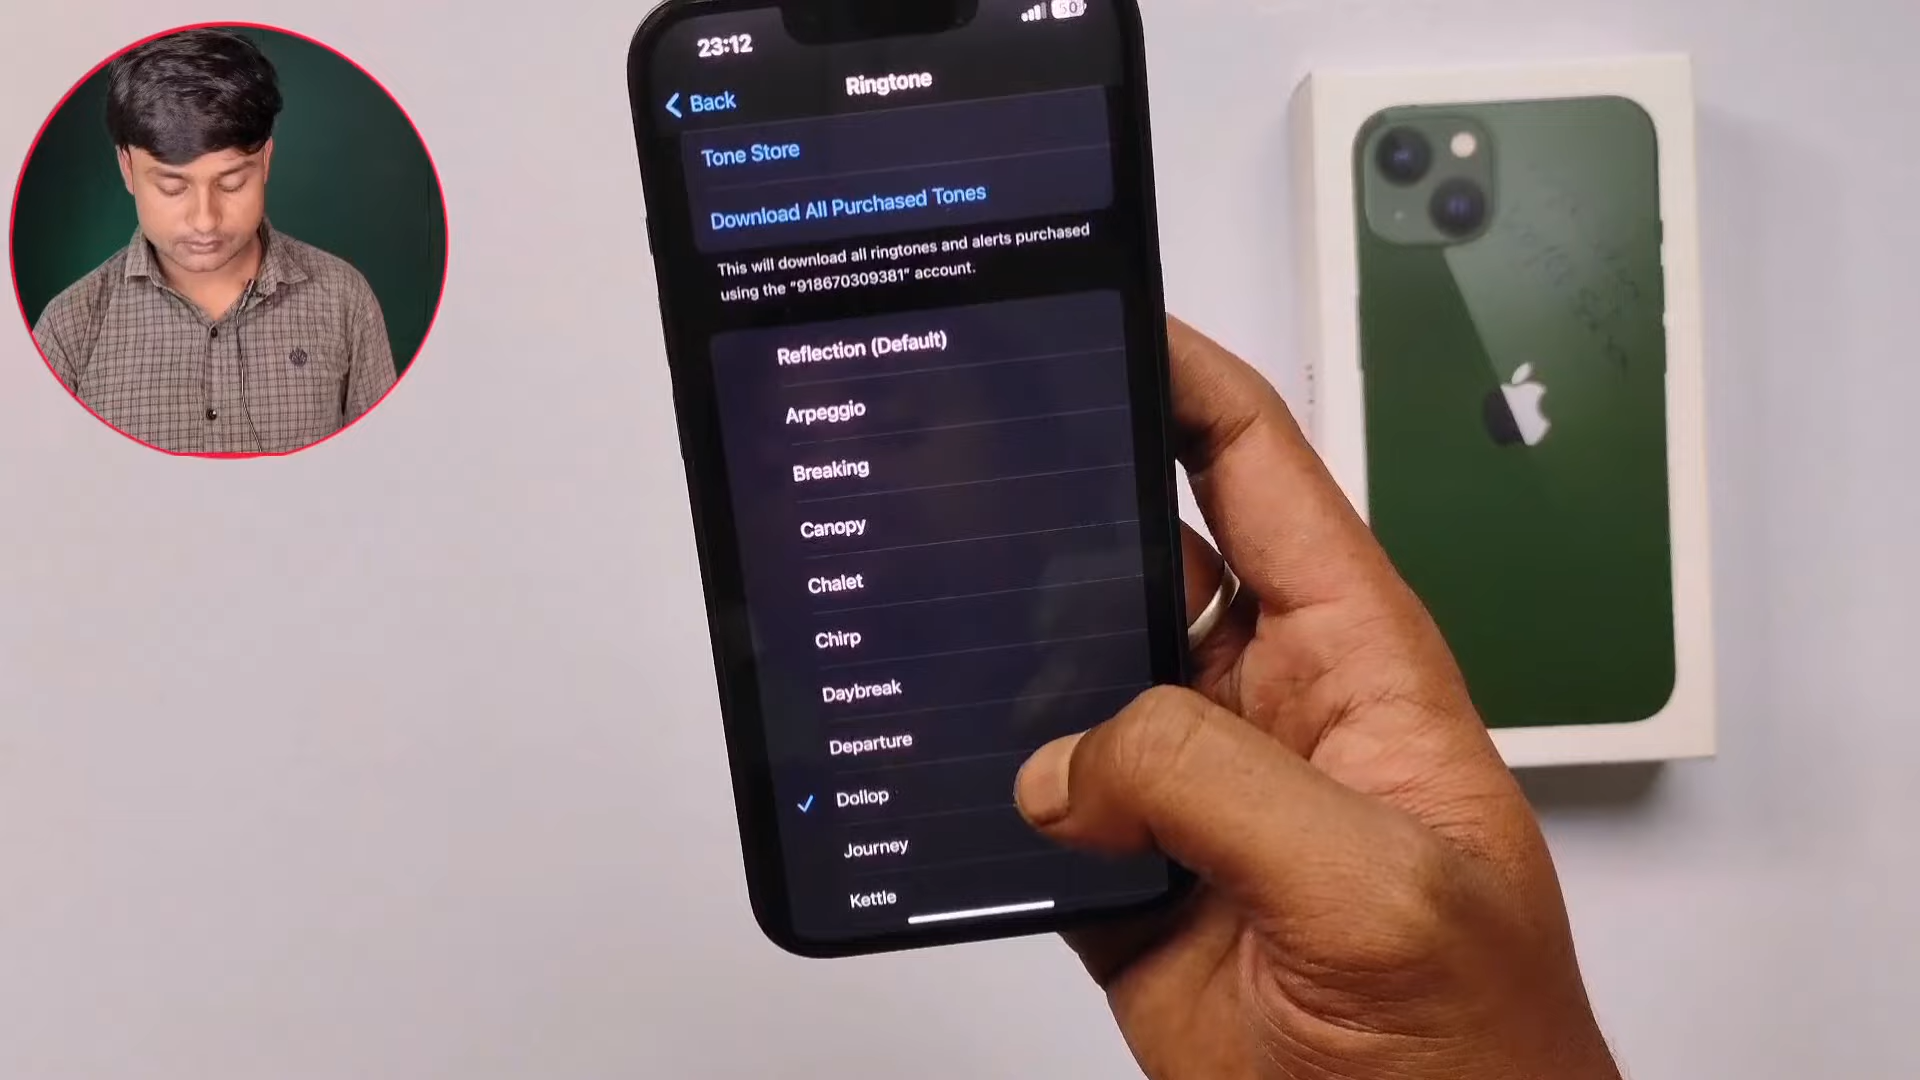 23:12
50
Back
Ringtone
Tone Store
Download All Purchased Tones
This will download all ringtones and alerts purchased
using the "918670309381" account.
Reflection (Default)
Arpeggio
Breaking
Canopy
Chalet
Chirp
Daybreak
Departure
Dollop
Journey
Kettle